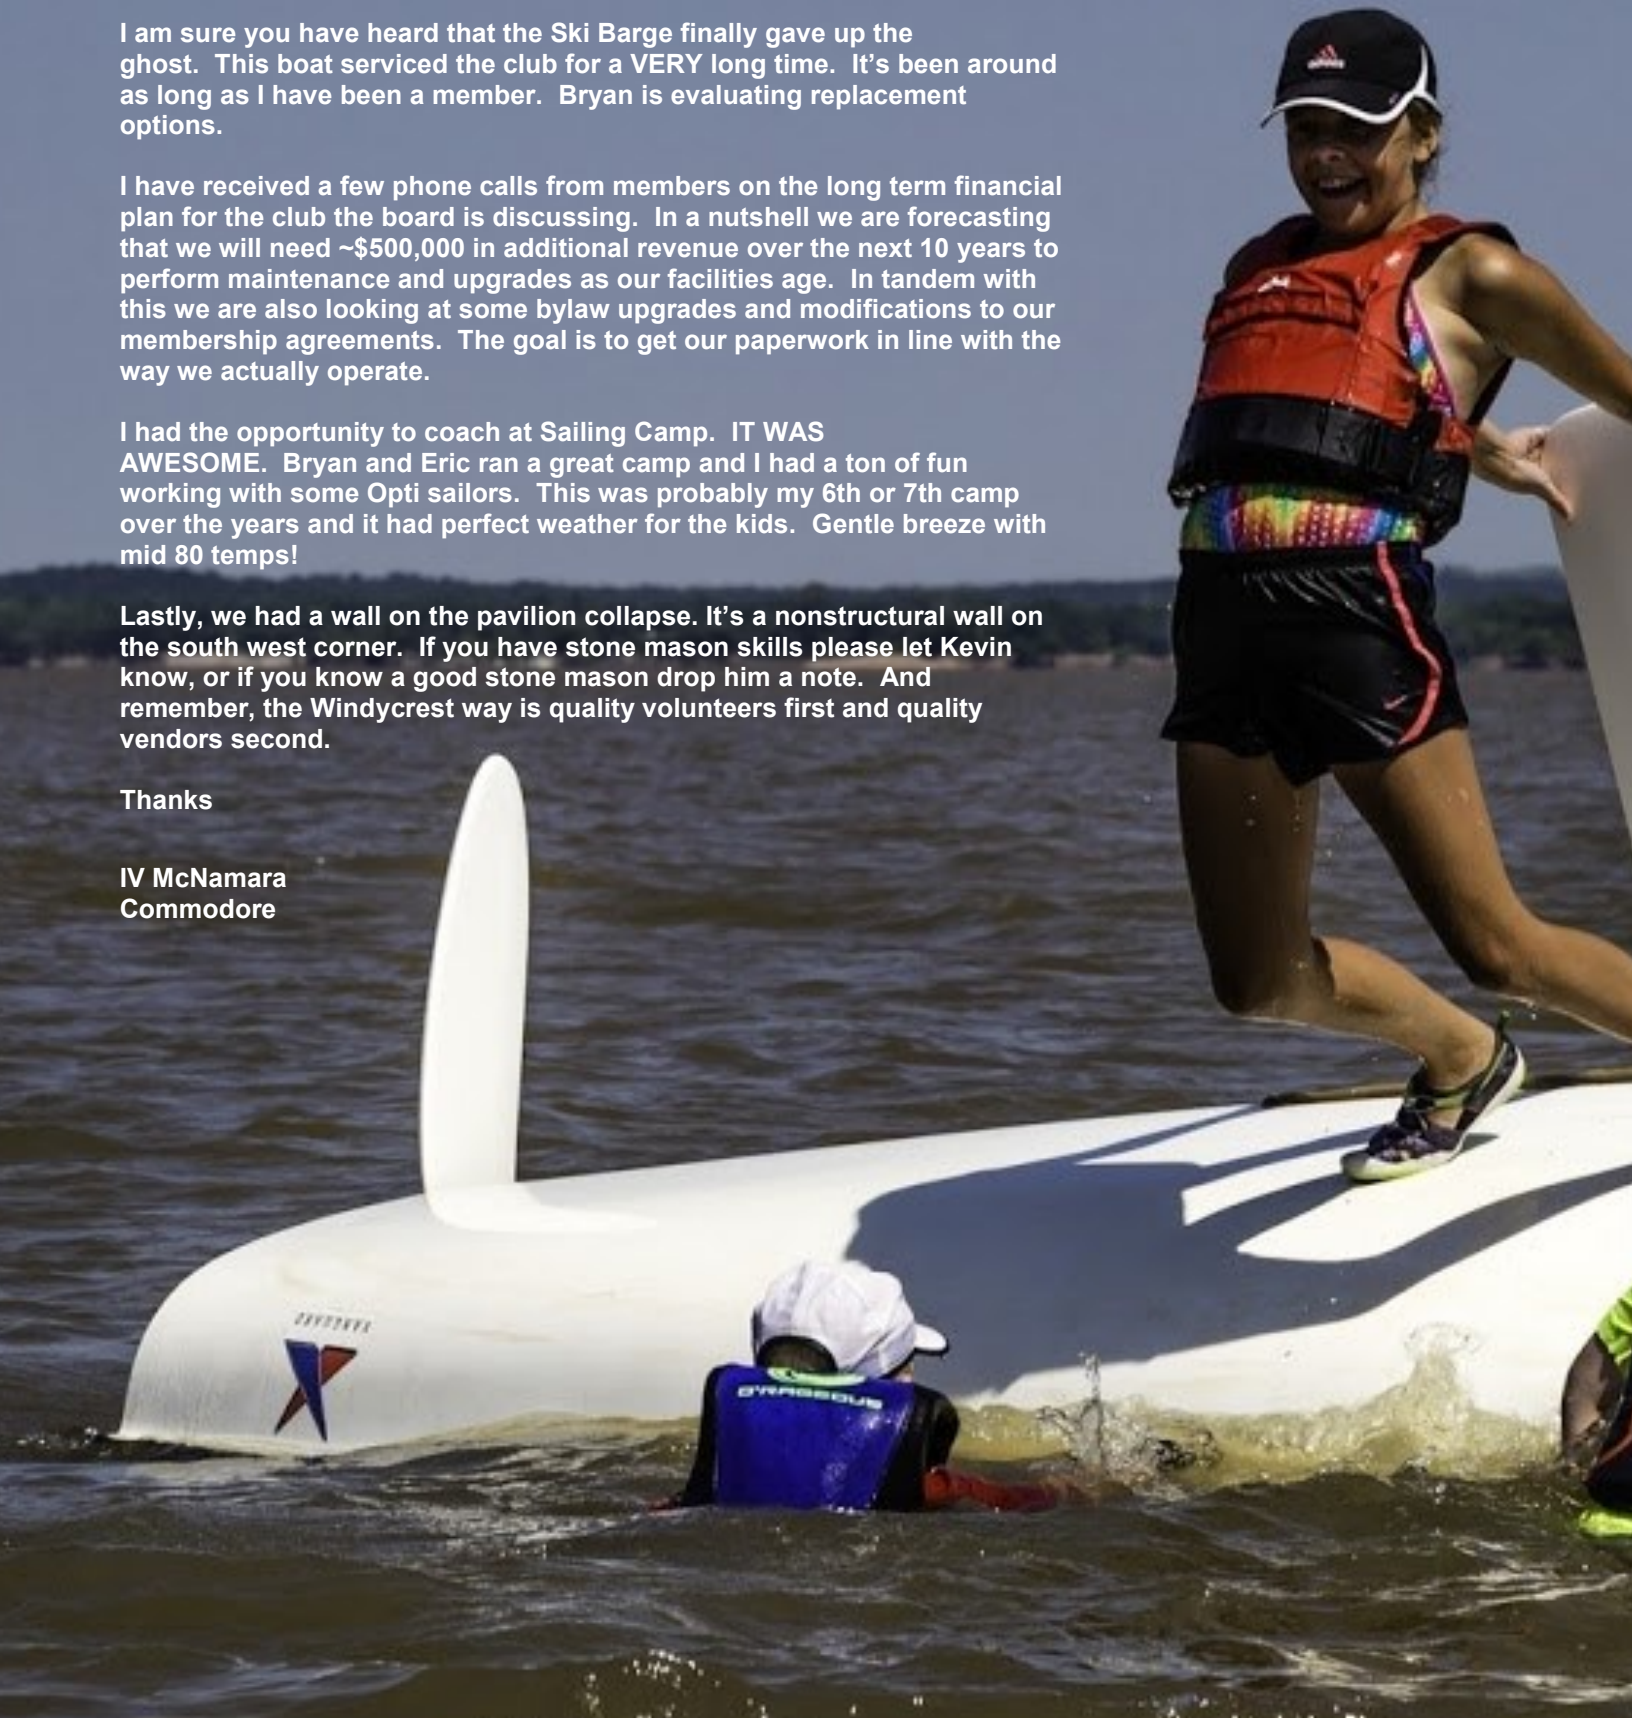 I am sure you have heard that the Ski Barge finally gave up the
ghost.  This boat serviced the club for a VERY long time.  It’s been around
as long as I have been a member.  Bryan is evaluating replacement
options.
I have received a few phone calls from members on the long term financial
plan for the club the board is discussing.  In a nutshell we are forecasting
that we will need ~$500,000 in additional revenue over the next 10 years to
perform maintenance and upgrades as our facilities age.  In tandem with
this we are also looking at some bylaw upgrades and modifications to our
membership agreements.  The goal is to get our paperwork in line with the
way we actually operate.
I had the opportunity to coach at Sailing Camp.  IT WAS
AWESOME.  Bryan and Eric ran a great camp and I had a ton of fun
working with some Opti sailors.  This was probably my 6th or 7th camp
over the years and it had perfect weather for the kids.  Gentle breeze with
mid 80 temps!
Lastly, we had a wall on the pavilion collapse. It’s a nonstructural wall on
the south west corner.  If you have stone mason skills please let Kevin
know, or if you know a good stone mason drop him a note.  And
remember, the Windycrest way is quality volunteers first and quality
vendors second.
Thanks
IV McNamara
Commodore
VANGUARD
O'RAGEOUS